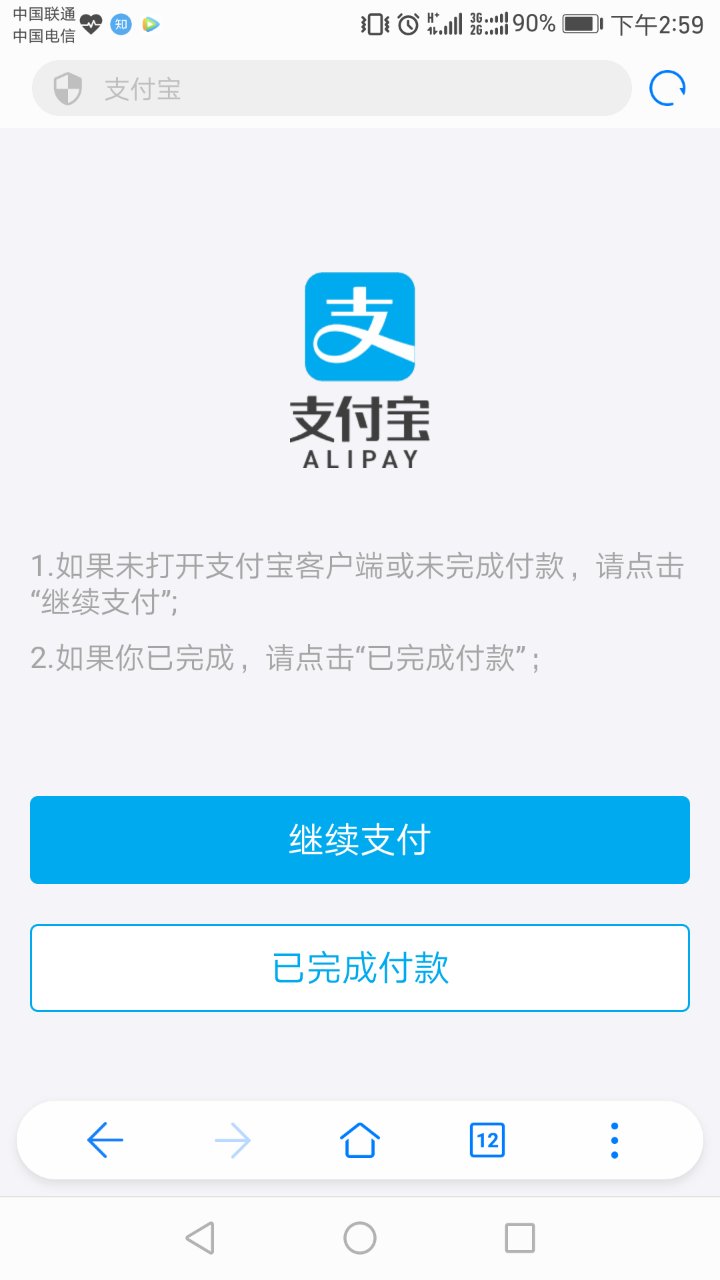 中国联通
中国电信
知
H+
3G
2G
90%
下午2:59
支付宝
支
支付宝
ALIPAY
1.如果未打开支付宝客户端或未完成付款，请点击
“继续支付”;
2.如果你已完成，请点击“已完成付款”;
继续支付
已完成付款
12